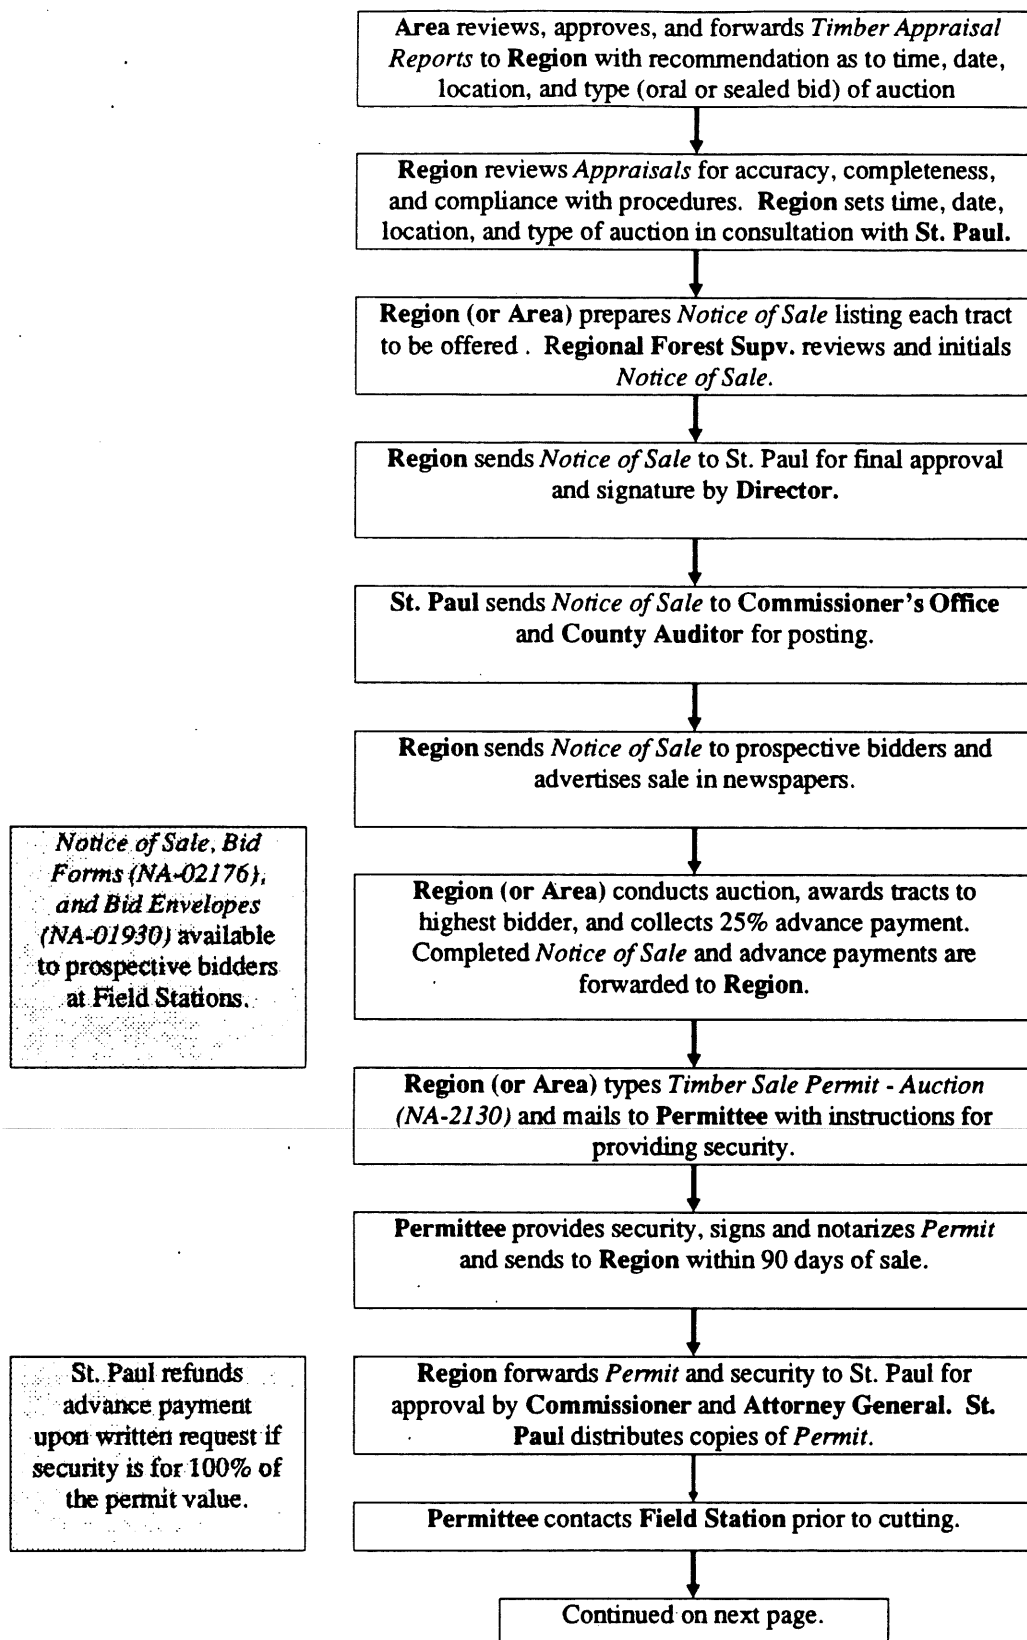 Area reviews, approves, and forwards Timber Appraisal
Reports to Region with recommendation as to time, date,
location, and type (oral or sealed bid) of auction
Region reviews Appraisals for accuracy, completeness,
and compliance with procedures. Region sets time, date,
location, and type of auction in consultation with St. Paul.
Region (or Area) prepares Notice of Sale listing each tract
to be offered . Regional Forest Supv. reviews and initials
Notice of Sale.
Region sends Notice of Sale to St. Paul for final approval
and signature by Director.
St. Paul sends Notice of Sale to Commissioner's Office
and County Auditor for posting.
Region sends Notice of Sale to prospective bidders and
advertises sale in newspapers.
Notice of Sale, Bid
Forms (NA-02176),
and Bid Envelopes
(NA-01930) available
to prospective bidders
at Field Stations.
Region (or Area) conducts auction, awards tracts to
highest bidder, and collects 25% advance payment.
Completed Notice of Sale and advance payments are
forwarded to Region.
Region (or Area) types Timber Sale Permit - Auction
(NA-2130) and mails to Permittee with instructions for
providing security.
Permittee provides security, signs and notarizes Permit
and sends to Region within 90 days of sale.
St. Paul refunds
advance payment
upon written request if
security is for 100% of
the permit value.
Region forwards Permit and security to St. Paul for
approval by Commissioner and Attorney General. St.
Paul distributes copies of Permit.
Permittee contacts Field Station prior to cutting.
Continued on next page.